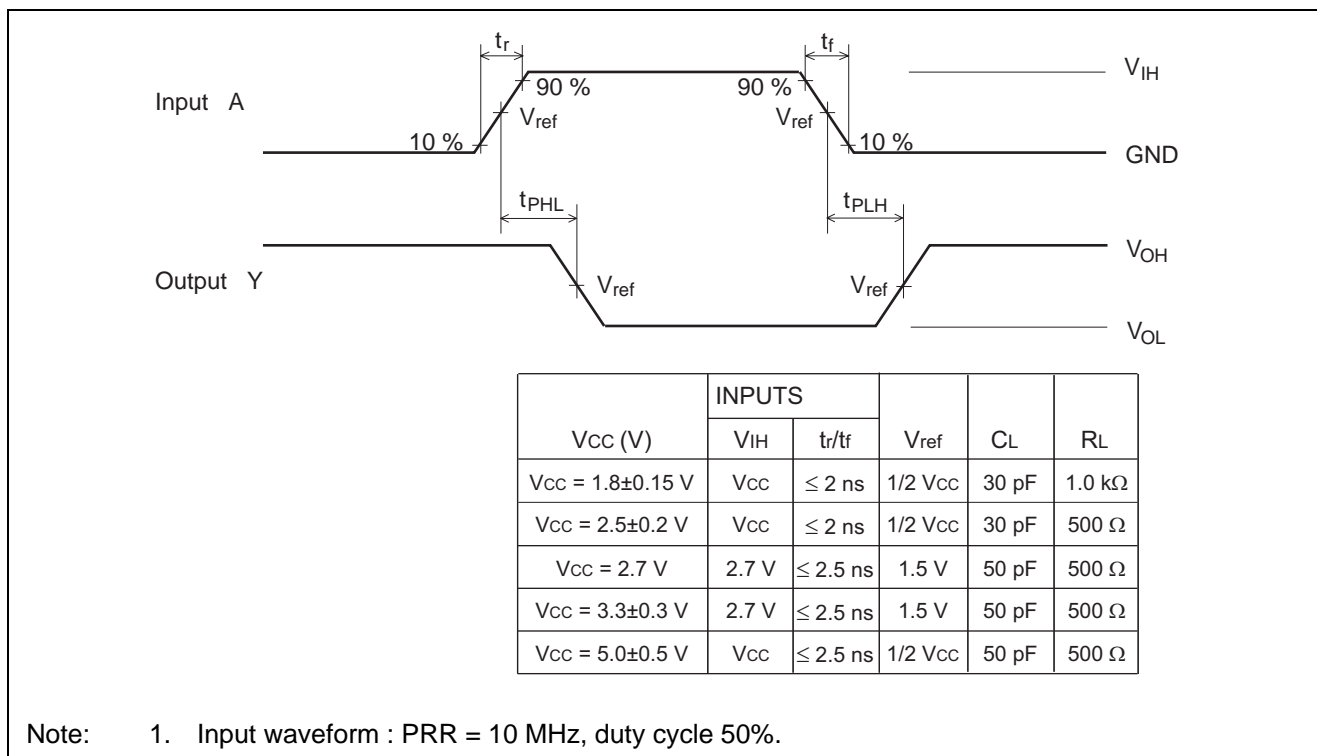 tr tf
VIH
90 % 90 %
Input A
Vref Vref
10 % 10 %
GND
tPHL tPLH
VOH
Output Y
Vref Vref
VOL
INPUTS
VCC (V) VIH tr/tf Vref CL RL
VCC = 1.8±0.15 V VCC ≤ 2 ns 1/2 VCC 30 pF 1.0 kΩ
VCC = 2.5±0.2 V VCC ≤ 2 ns 1/2 VCC 30 pF 500 Ω
VCC = 2.7 V 2.7 V ≤ 2.5 ns 1.5 V 50 pF 500 Ω
VCC = 3.3±0.3 V 2.7 V ≤ 2.5 ns 1.5 V 50 pF 500 Ω
VCC = 5.0±0.5 V VCC ≤ 2.5 ns 1/2 VCC 50 pF 500 Ω
Note: 1. Input waveform : PRR = 10 MHz, duty cycle 50%.